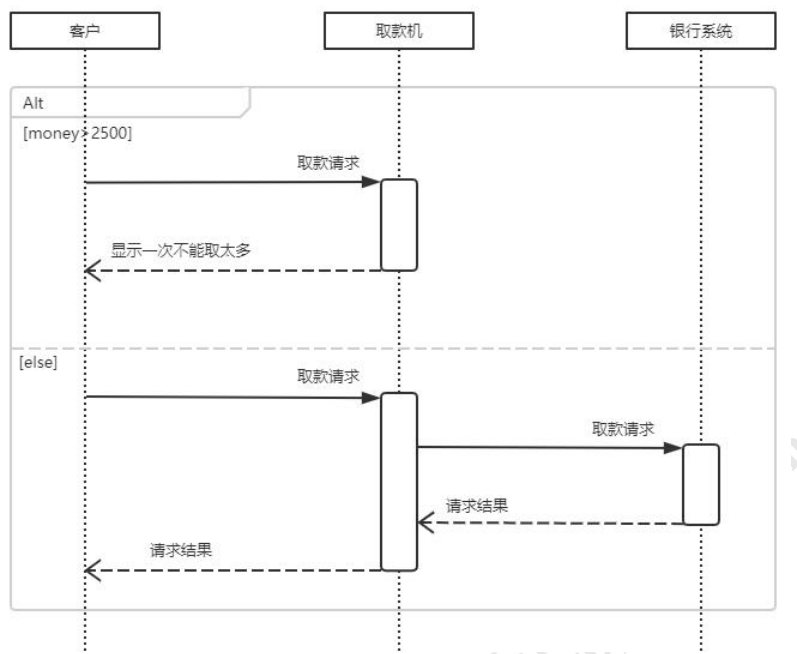 客户
取款机
银行系统
Alt
[money>2500]
取款请求
显示一次不能取太多
[else]
取款请求
取款请求
请求结果
请求结果